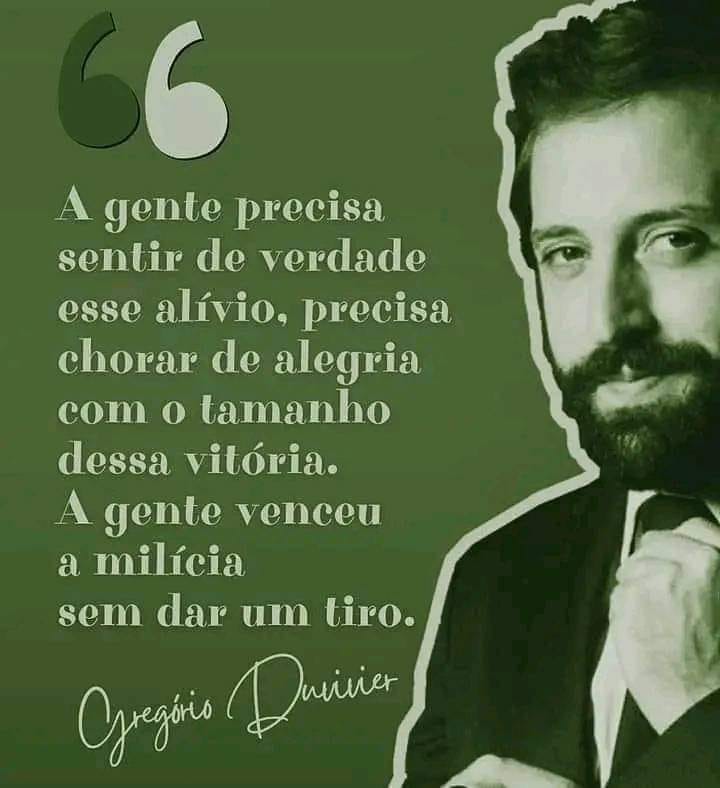 A gente precisa
sentir de verdade
esse alívio, precisa
chorar de alegria
com o tamanho
dessa vitória.
A gente venceu
a milícia
sem dar um tiro.
Gregório Duvivier